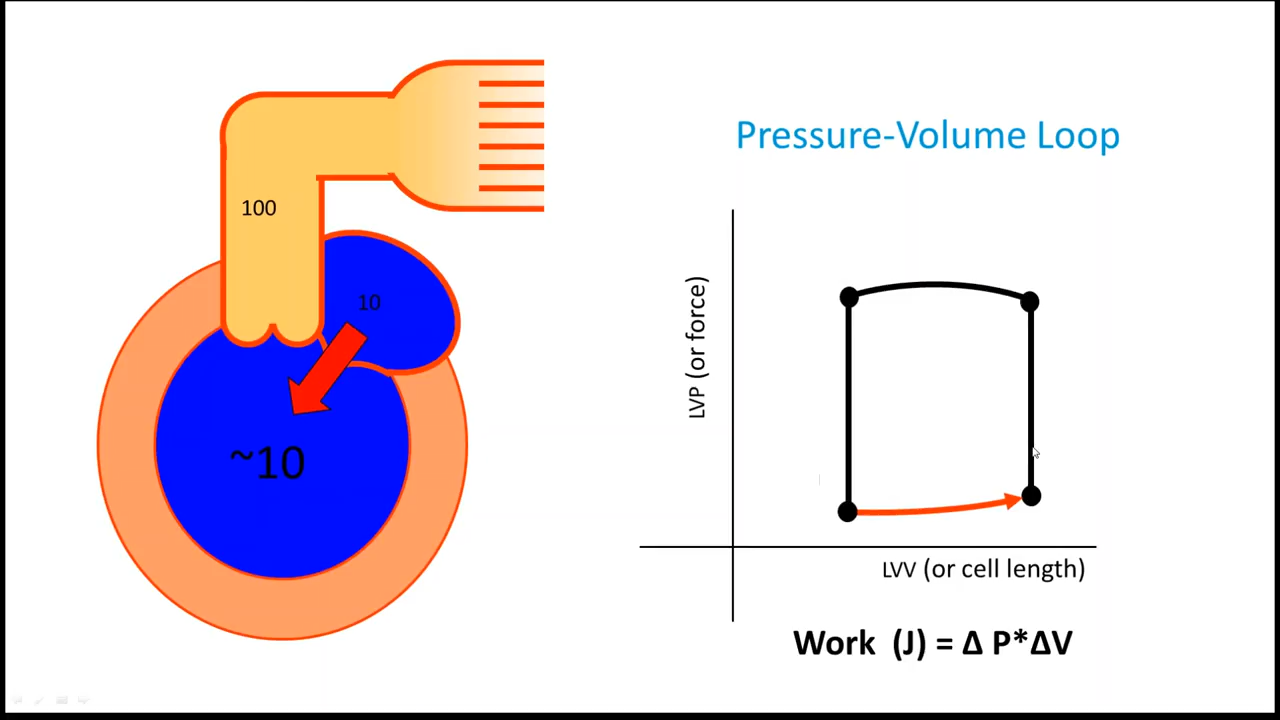 100
10
~10
Pressure-Volume Loop
LVP (or force)
LVV (or cell length)
Work (J) = Δ P*ΔV